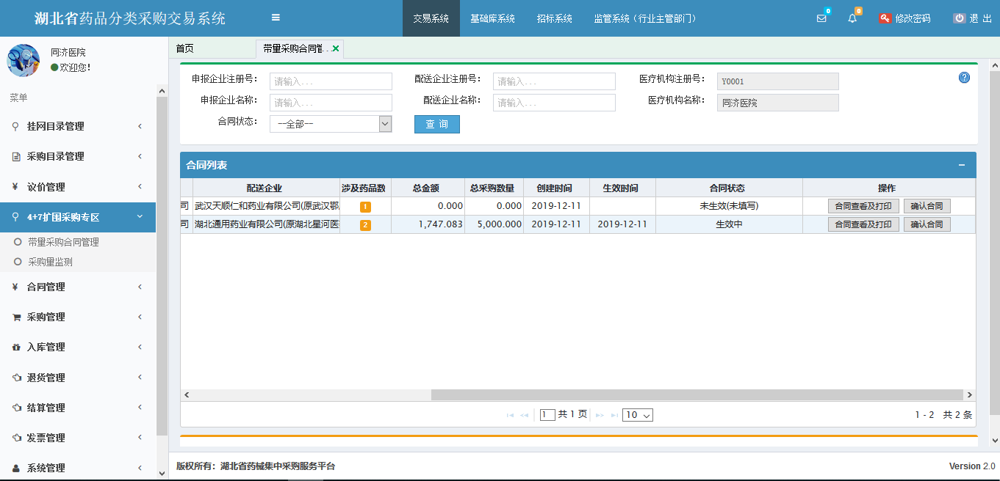 湖北省药品分类采购交易系统
交易系统 基础库系统 招标系统 监管系统（行业主管部门） 0 0 修改密码 退 出
同济医院
欢迎您！
首页 带量采购合同管...
菜单
挂网目录管理
采购目录管理
议价管理
4+7扩围采购专区
带量采购合同管理
采购量监测
合同管理
采购管理
入库管理
退货管理
结算管理
发票管理
系统管理
申报企业注册号： 请输入... 配送企业注册号： 请输入... 医疗机构注册号： Y0001
申报企业名称： 请输入... 配送企业名称： 请输入... 医疗机构名称： 同济医院
合同状态： --全部-- 查 询
合同列表
配送企业 涉及药品数 总金额 总采购数量 创建时间 生效时间 合同状态 操作
司 武汉天顺仁和药业有限公司(原武汉鄂 1 0.000 0.000 2019-12-11 未生效(未填写) 合同查看及打印 确认合同
司 湖北通用药业有限公司(原湖北星河医 2 1,747.083 5,000.000 2019-12-11 2019-12-11 生效中 合同查看及打印 确认合同
1 共 1 页 10 1 - 2 共 2 条
版权所有：湖北省药械集中采购服务平台 Version 2.0